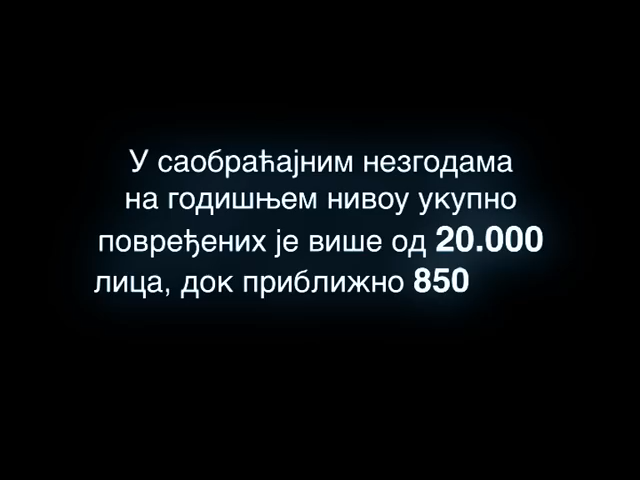 У саобраћајним незгодама
на годишњем нивоу укупно
повређених је више од 20.000
лица, док приближно 850